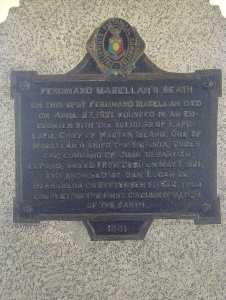 FERDINAND MAGELLAN'S DEATH
ON THIS SPOT FERDINAND MAGELLAN DIED
ON APRIL 27, 1521, WOUNDED IN AN EN-
COUNTER WITH THE SOLDIERS OF LAPU-
LAPU, CHIEF OF MACTAN ISLAND. ONE OF
MAGELLAN'S SHIPS, THE VICTORIA, UNDER
THE COMMAND OF JUAN SEBASTIAN
ELCANO, SAILED FROM CEBU ON MAY 1, 1521,
AND ANCHORED AT SAN LUCAR DE
BARRAMEDA ON SEPTEMBER 6, 1522, THUS
COMPLETING THE FIRST CIRCUMNAVIGATION
OF THE EARTH.
1941